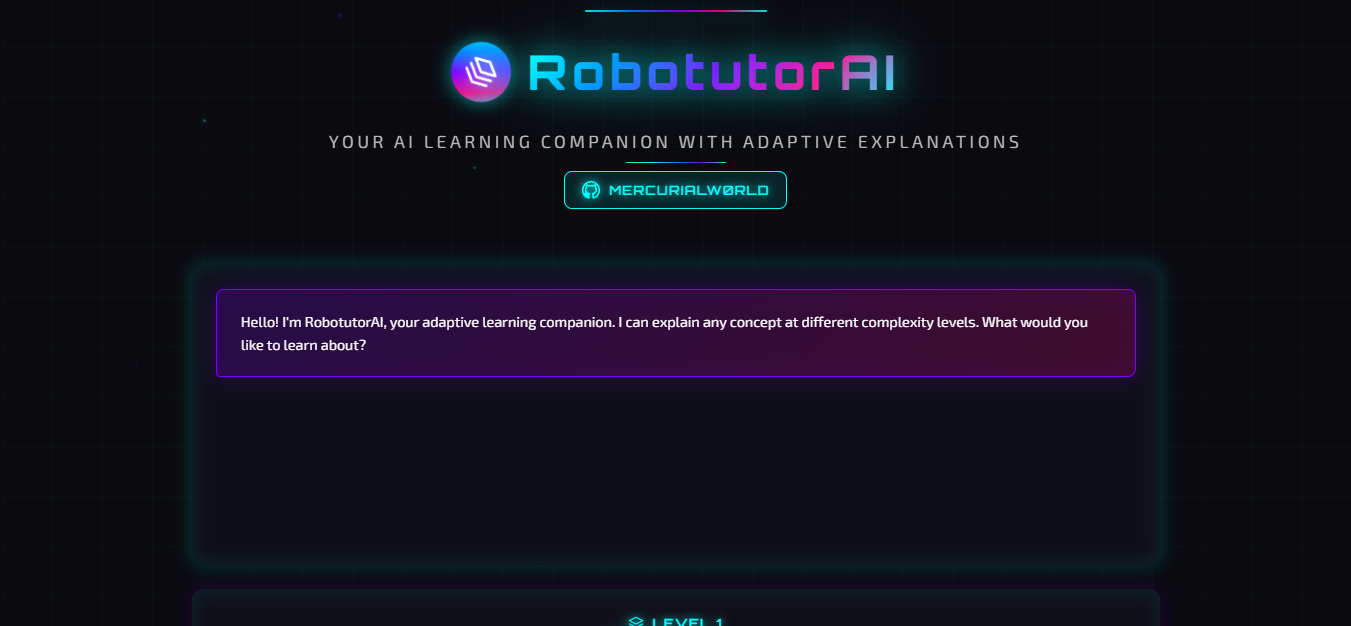 RobotutorAI
YOUR AI LEARNING COMPANION WITH ADAPTIVE EXPLANATIONS
MERCURIALWØRLD
Hello! I'm RobotutorAI, your adaptive learning companion. I can explain any concept at different complexity levels. What would you
like to learn about?
LEVEL 1